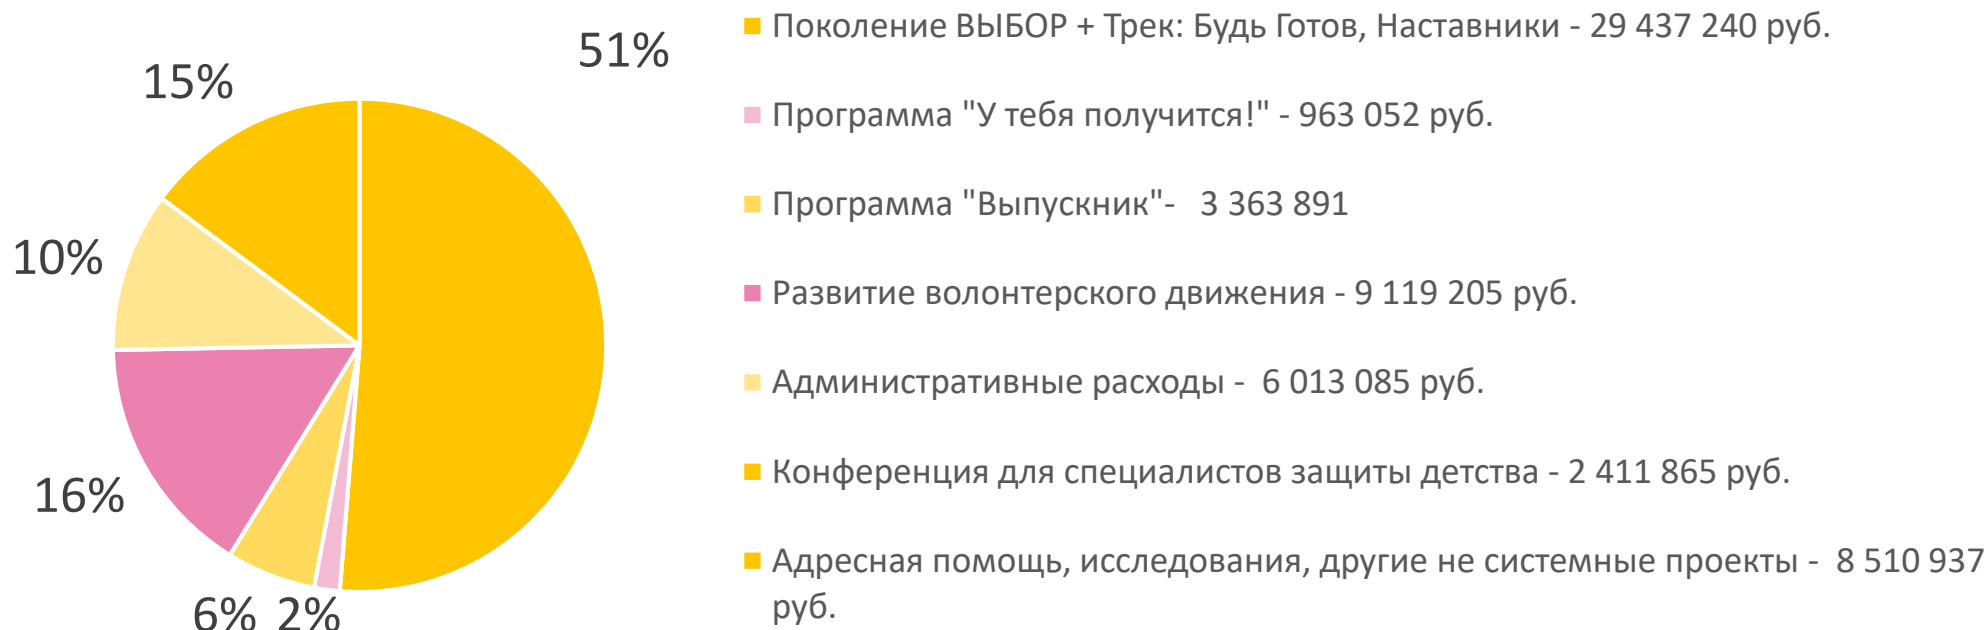 51%
15%
10%
16%
6%
2%
Поколение ВЫБОР + Трек: Будь Готов, Наставники - 29 437 240 руб.
Программа "У тебя получится!" - 963 052 руб.
Программа "Выпускник"- 3 363 891
Развитие волонтерского движения - 9 119 205 руб.
Административные расходы - 6 013 085 руб.
Конференция для специалистов защиты детства - 2 411 865 руб.
Адресная помощь, исследования, другие не системные проекты - 8 510 937
руб.